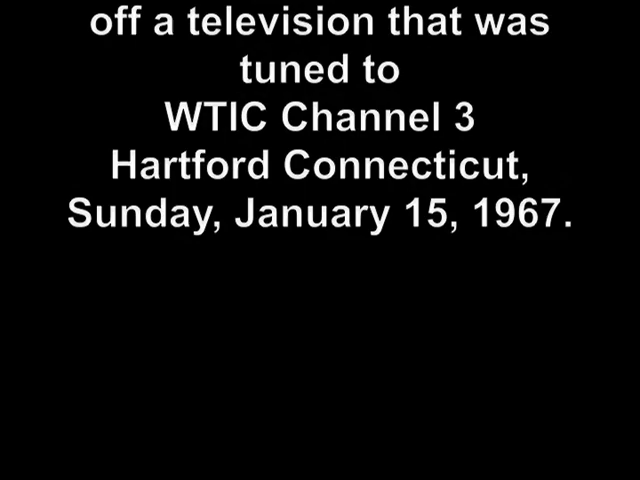 off a television that was
tuned to
WTIC Channel 3
Hartford Connecticut,
Sunday, January 15, 1967.